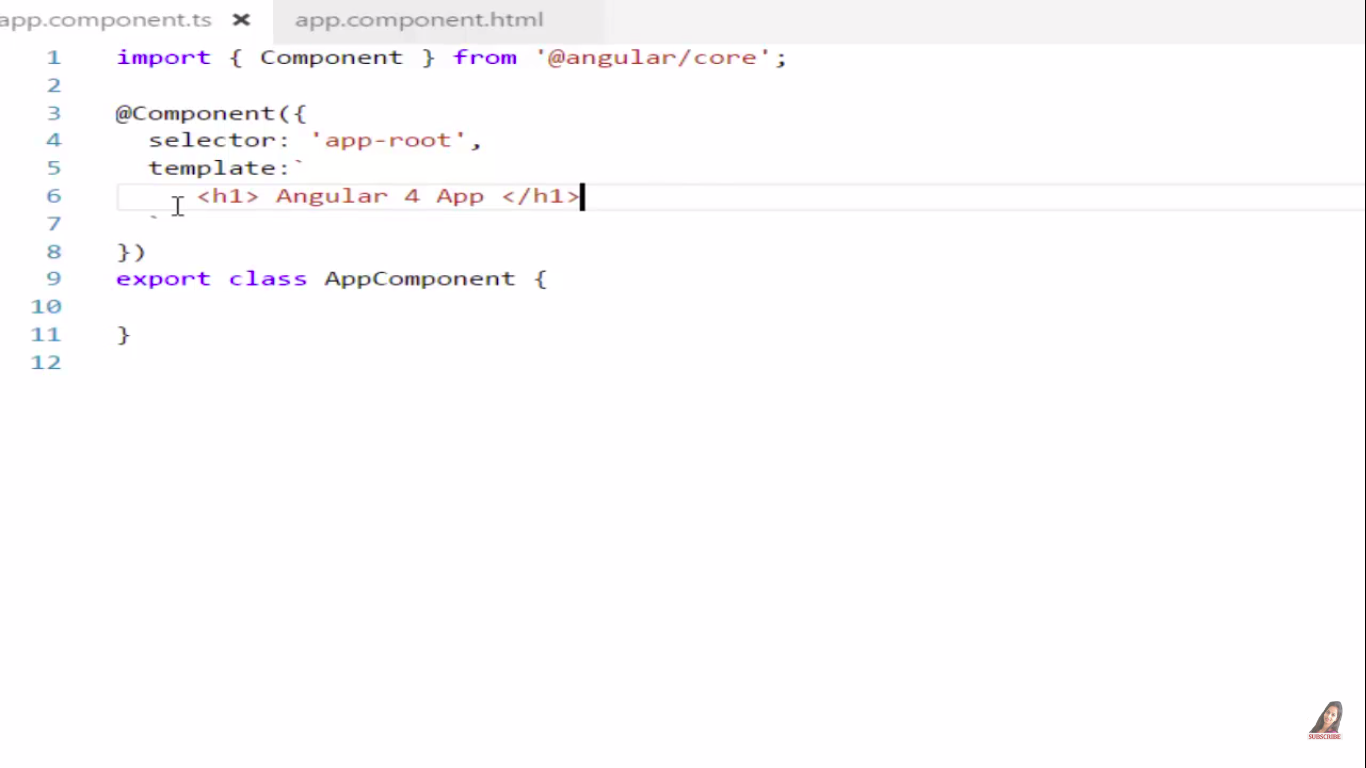 app.component.ts × app.component.html
1 import { Component } from '@angular/core';
2
3 @Component({
4 selector: 'app-root',
5 template:`
6 <h1> Angular 4 App </h1>
7 `
8 })
9 export class AppComponent {
10
11 }
12
SUBSCRIBE